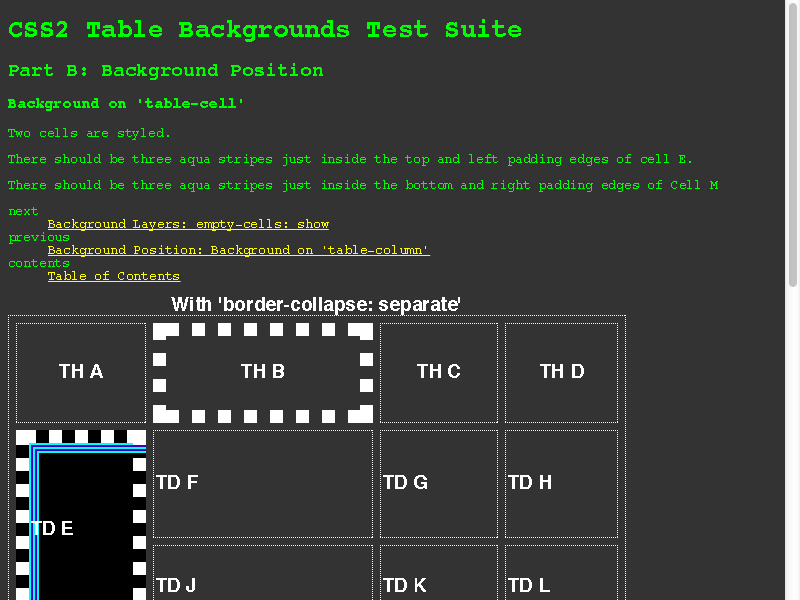 CSS2 Table Backgrounds Test Suite
Part B: Background Position
Background on 'table-cell'
Two cells are styled.
There should be three aqua stripes just inside the top and left padding edges of cell E.
There should be three aqua stripes just inside the bottom and right padding edges of Cell M
next
Background Layers: empty-cells: show
previous
Background Position: Background on 'table-column'
contents
Table of Contents
With 'border-collapse: separate'
TH A TH B TH C TH D
TD F TD G TD H
TD E
TD J TD K TD L